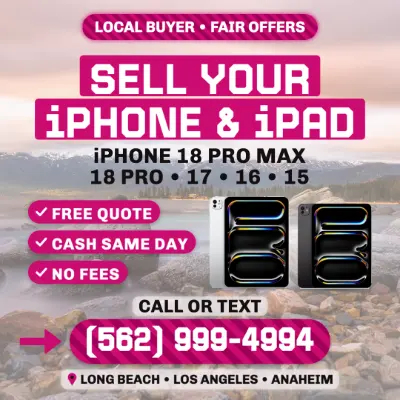 LOCAL BUYER • FAIR OFFERS
SELL YOUR
iPHONE & iPAD
iPHONE 18 PRO MAX
18 PRO • 17 • 16 • 15
FREE QUOTE
CASH SAME DAY
NO FEES
CALL OR TEXT
(562) 999-4994
LONG BEACH • LOS ANGELES • ANAHEIM